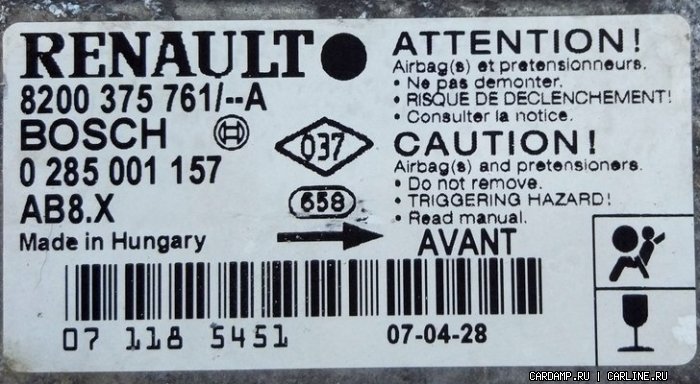 RENAULT
8200 375 761/--A
BOSCH
0 285 001 157
AB8.X
Made in Hungary
037
658
ATTENTION!
Airbag(s) et pretensionneurs.
• Ne pas demonter.
• RISQUE DE DECLENCHEMENT!
• Consulter la notice.
CAUTION!
Airbag(s) and pretensioners.
• Do not remove.
• TRIGGERING HAZARD!
• Read manual.
AVANT
07 118 5451
07-04-28
CARDAMP.RU | CARLINE.RU